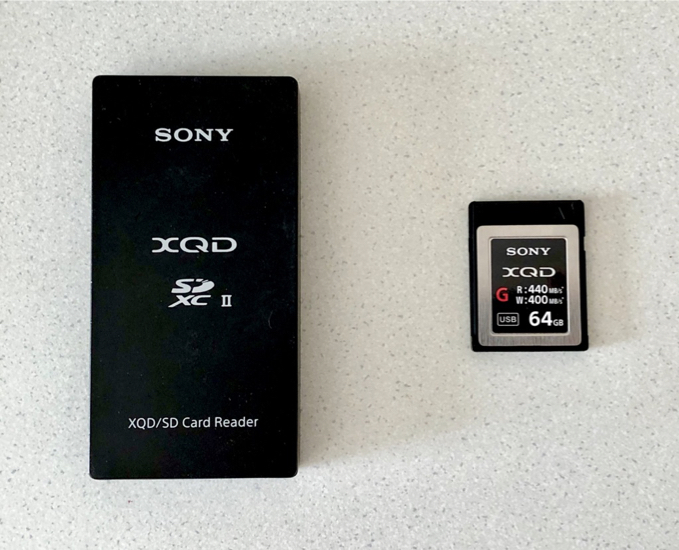 SONY
XQD
SD
XC II
XQD/SD Card Reader
SONY
XQD
G R:440MB/s*
W:400MB/s*
USB 64GB